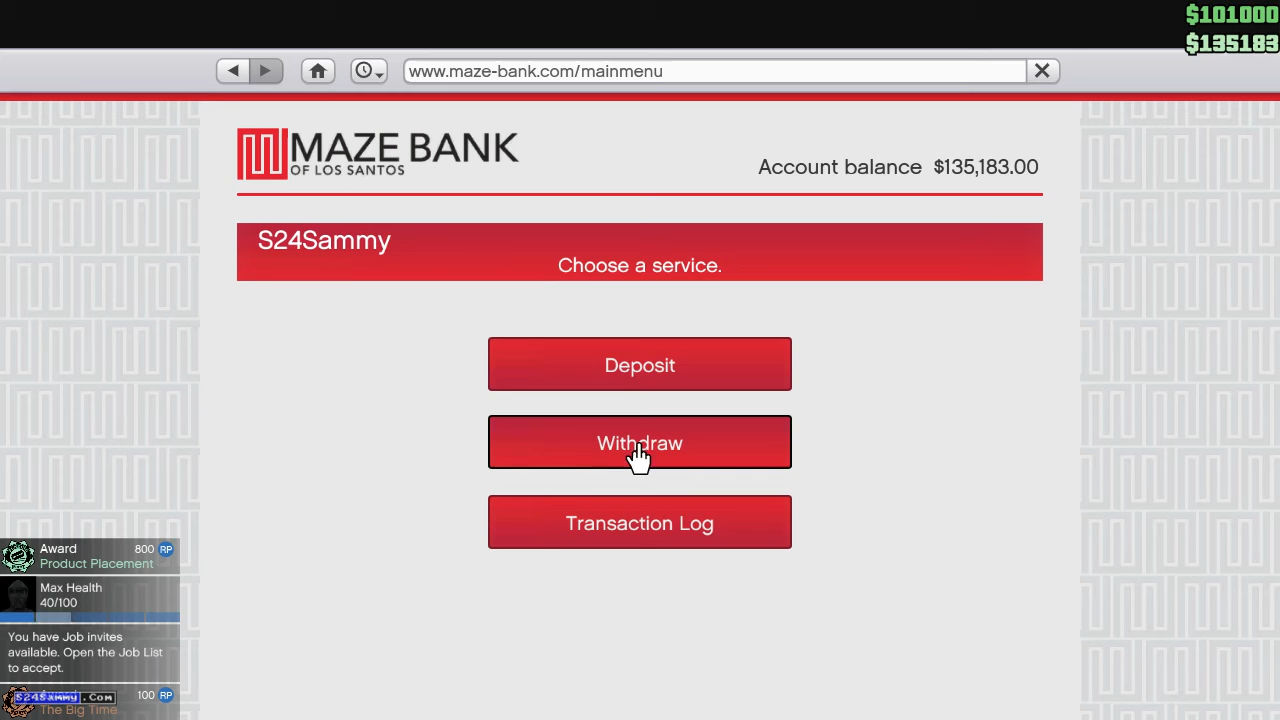 $101000
$135183
www.maze-bank.com/mainmenu
MAZE BANK
OF LOS SANTOS
Account balance $135,183.00
S24Sammy
Choose a service.
Deposit
Withdraw
Transaction Log
Award 800 RP
Product Placement
Max Health
40/100
You have Job invites
available. Open the Job List
to accept.
100 RP
S24Sammy.Com
The Big Time